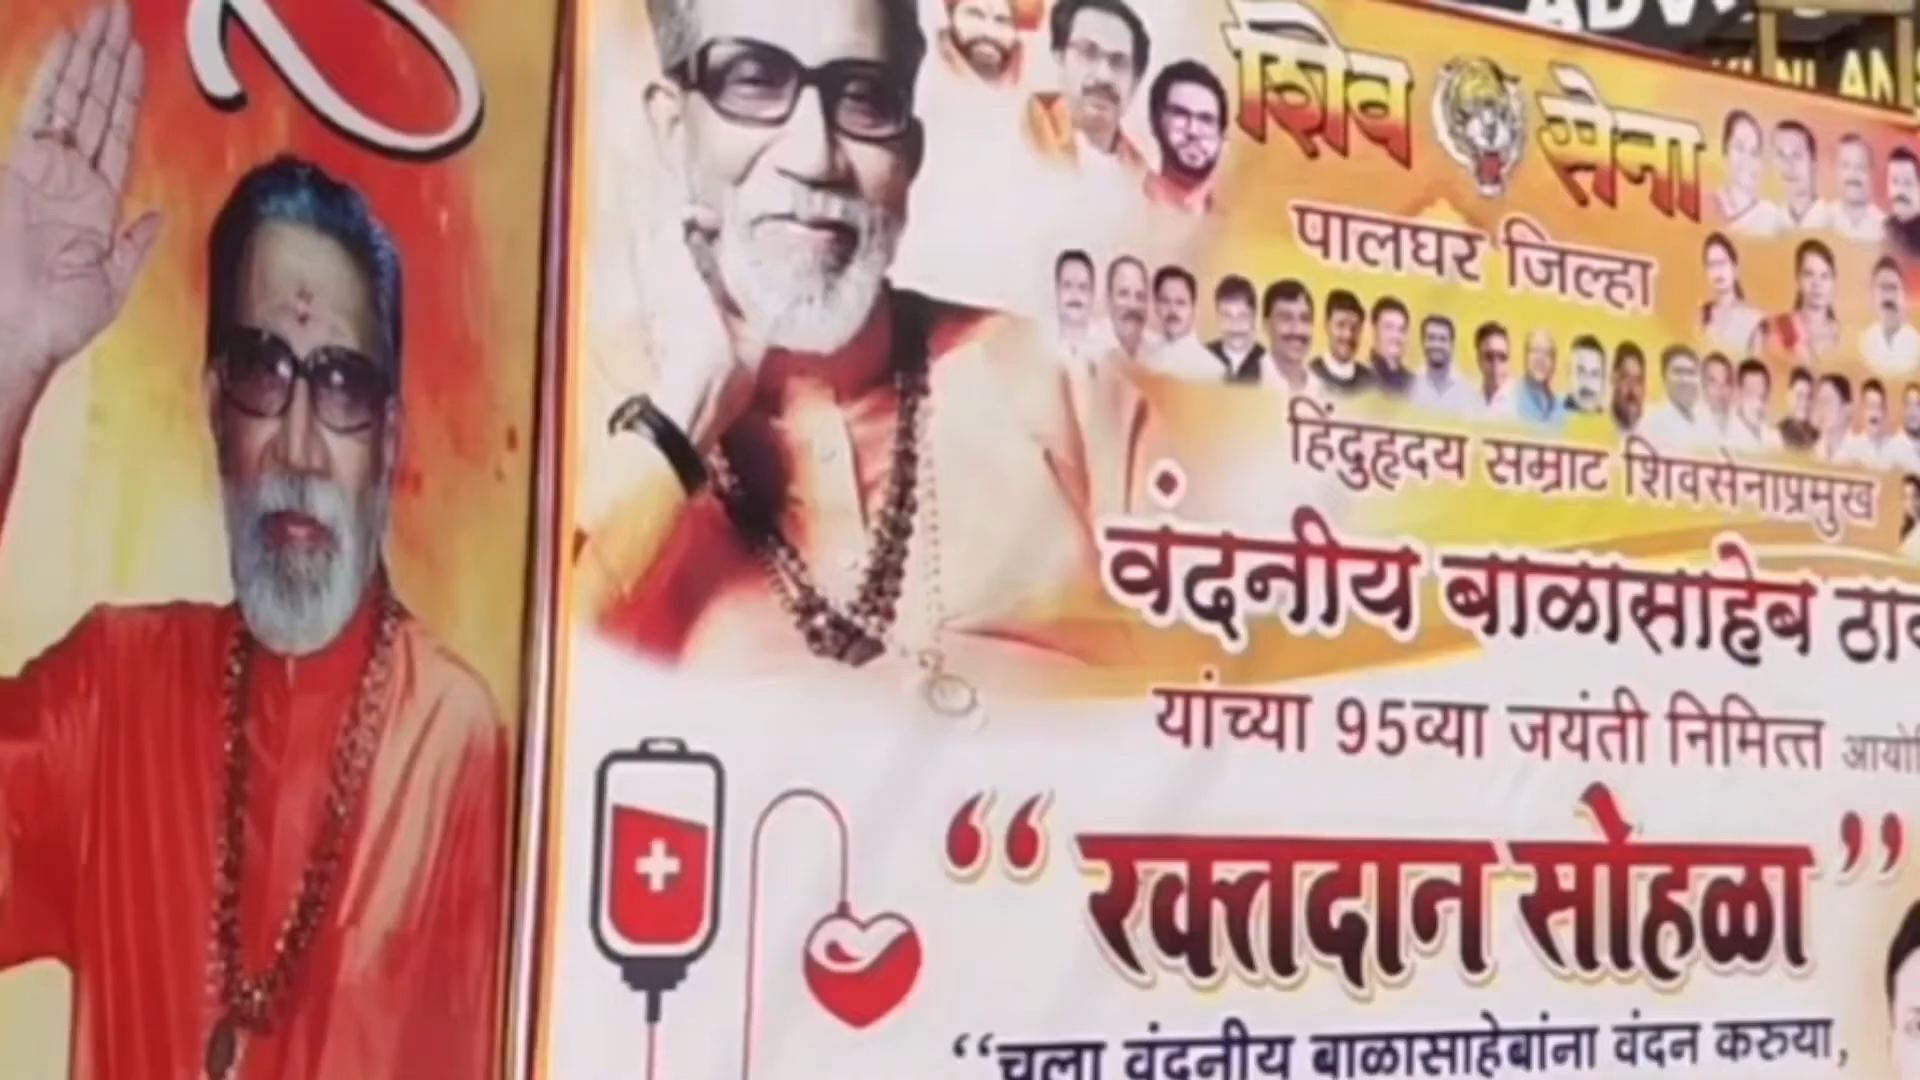 शिव सेना
पालघर जिल्हा
हिंदुहृदय सम्राट शिवसेनाप्रमुख
वंदनीय बाळासाहेब
यांच्या 95व्या जयंती निमित्त
“रक्तदान सोहळा”
“चला वंदनीय बाळासाहेबांना वंदन करुया,